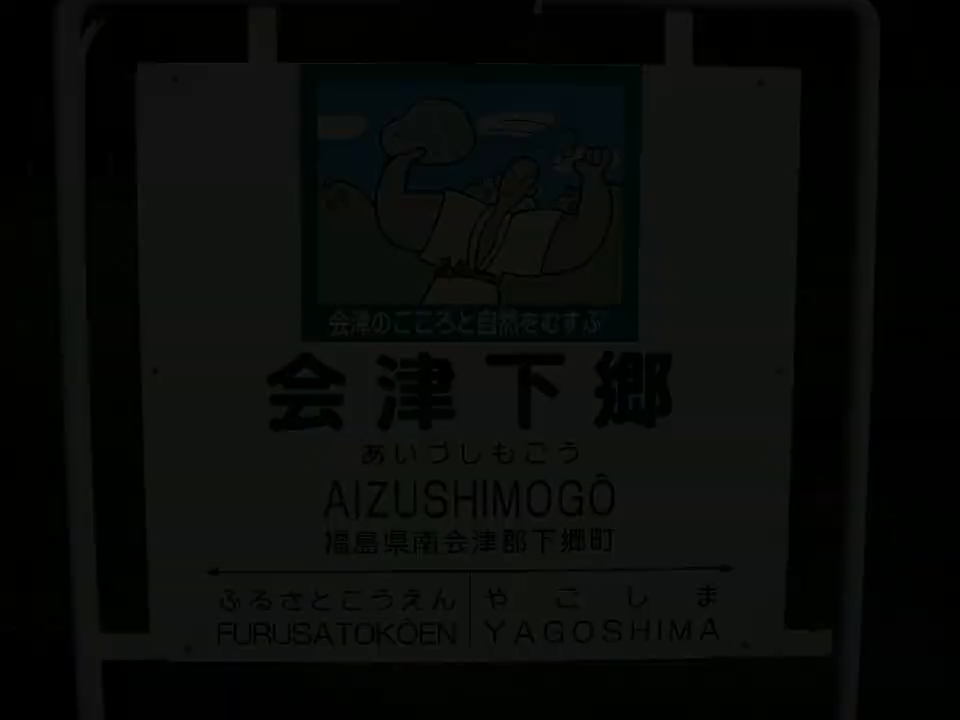 会津のこころと自然をむすぶ
会津下郷
あいづしもごう
AIZUSHIMOGÔ
福島県南会津郡下郷町
ふるさとこうえん やごしま
FURUSATOKÔEN YAGOSHIMA